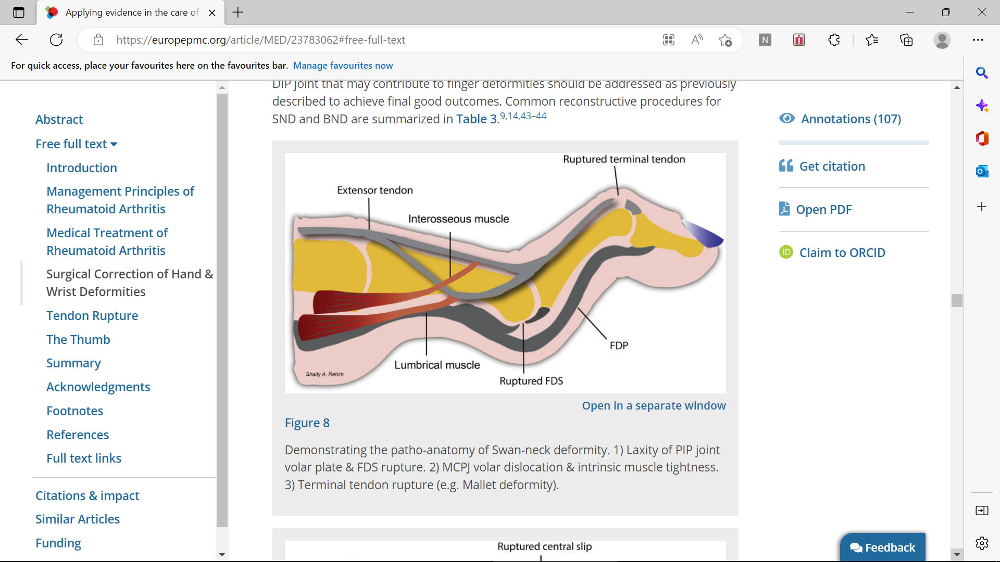 Applying evidence in the care of
https://europepmc.org/article/MED/23783062#free-full-text
N
For quick access, place your favourites here on the favourites bar. Manage favourites now
Abstract
Free full text
Introduction
Management Principles of
Rheumatoid Arthritis
Medical Treatment of
Rheumatoid Arthritis
Surgical Correction of Hand &
Wrist Deformities
Tendon Rupture
The Thumb
Summary
Acknowledgments
Footnotes
References
Full text links
Citations & impact
Similar Articles
Funding
DIP joint that may contribute to finger deformities should be addressed as previously
described to achieve final good outcomes. Common reconstructive procedures for
SND and BND are summarized in Table 3.9,14,43–44
Ruptured terminal tendon
Extensor tendon
Interosseous muscle
FDP
Lumbrical muscle
Shady A. Rehim
Ruptured FDS
Open in a separate window
Figure 8
Demonstrating the patho-anatomy of Swan-neck deformity. 1) Laxity of PIP joint
volar plate & FDS rupture. 2) MCPJ volar dislocation & intrinsic muscle tightness.
3) Terminal tendon rupture (e.g. Mallet deformity).
Ruptured central slip
Annotations (107)
Get citation
Open PDF
iD Claim to ORCID
Feedback